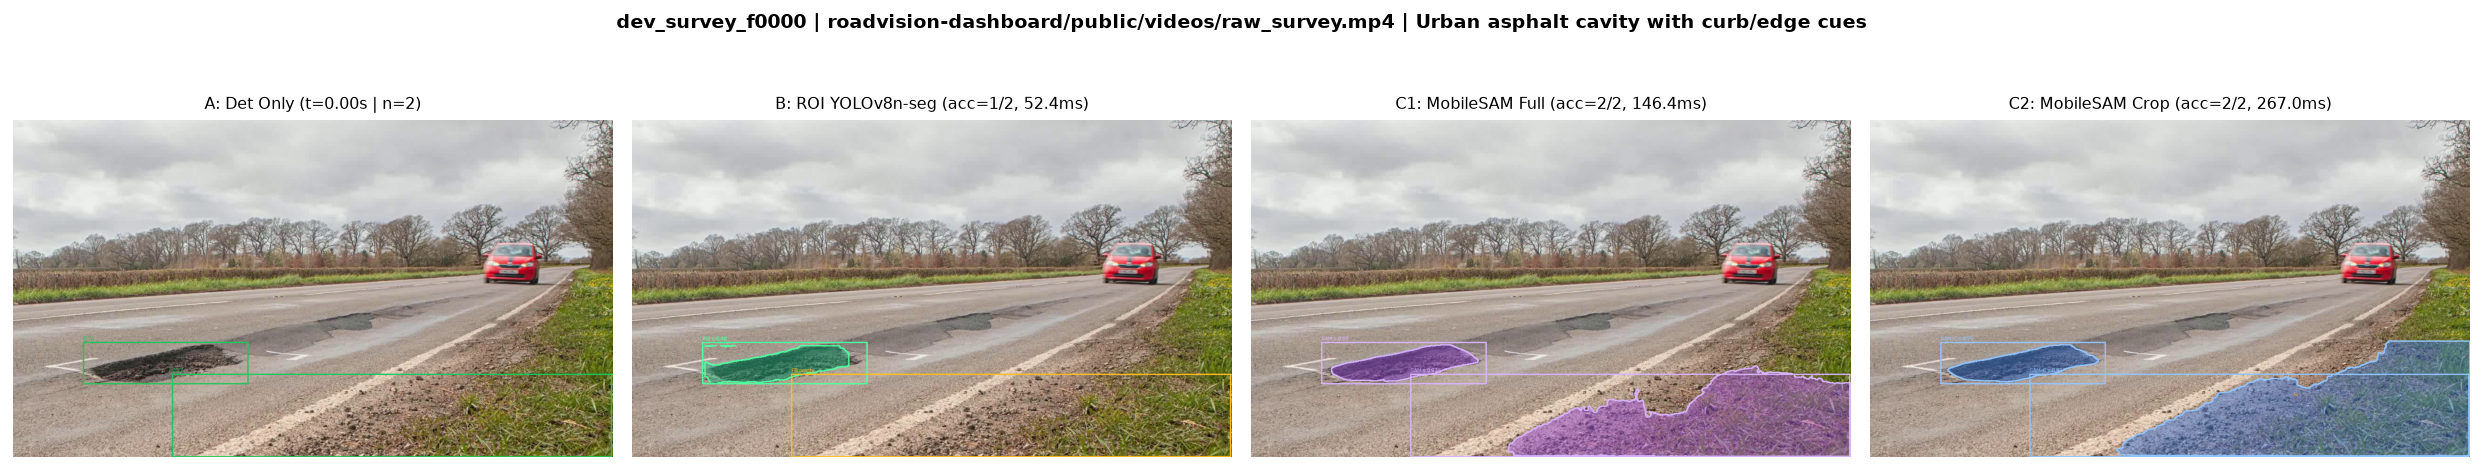 dev_survey_f0000 | roadvision-dashboard/public/videos/raw_survey.mp4 | Urban asphalt cavity with curb/edge cues
A: Det Only (t=0.00s | n=2)
B: ROI YOLOv8n-seg (acc=1/2, 52.4ms)
C1: MobileSAM Full (acc=2/2, 146.4ms)
C2: MobileSAM Crop (acc=2/2, 267.0ms)